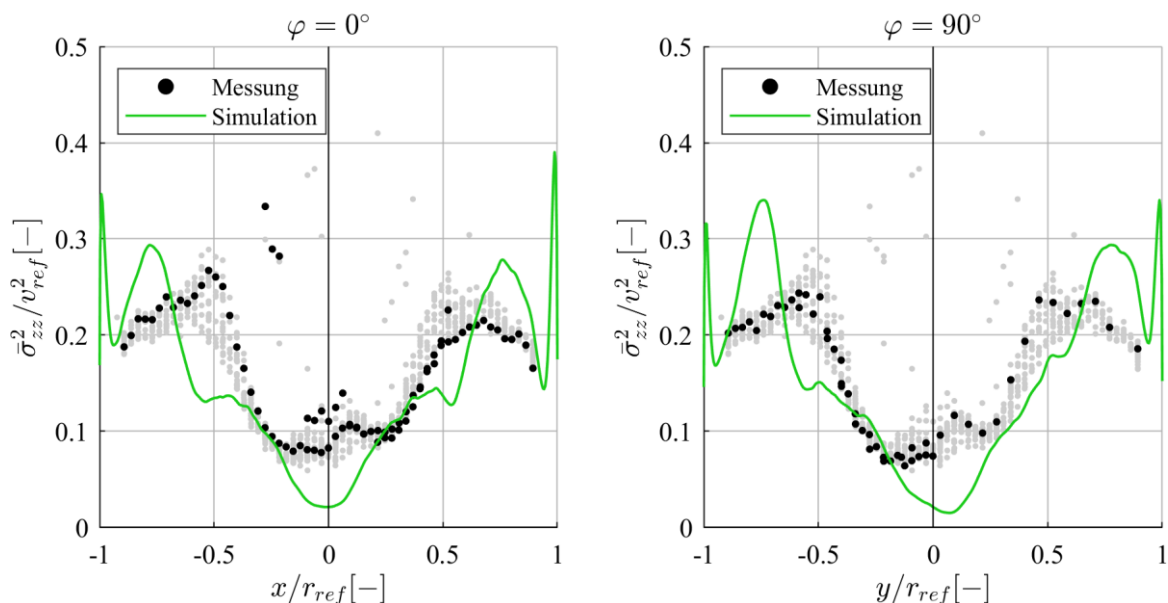 φ = 0°
0.5
0.4
0.3
0.2
0.1
0
σ̄²zz/v²ref[−]
Messung
Simulation
-1
-0.5
0
0.5
1
x/rref[−]
φ = 90°
0.5
0.4
0.3
0.2
0.1
0
σ̄²zz/v²ref[−]
Messung
Simulation
-1
-0.5
0
0.5
1
y/rref[−]